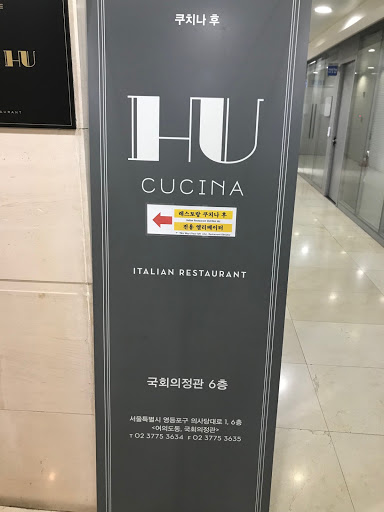 쿠치나 후
HU
HU
CUCINA
레스토랑 쿠치나 후
전용 엘리베이터
ITALIAN RESTAURANT
국회의정관 6층
서울특별시 영등포구 의사당대로 1, 6층
<여의도동, 국회의정관>
T 02 3775 3634 F 02 3775 3635